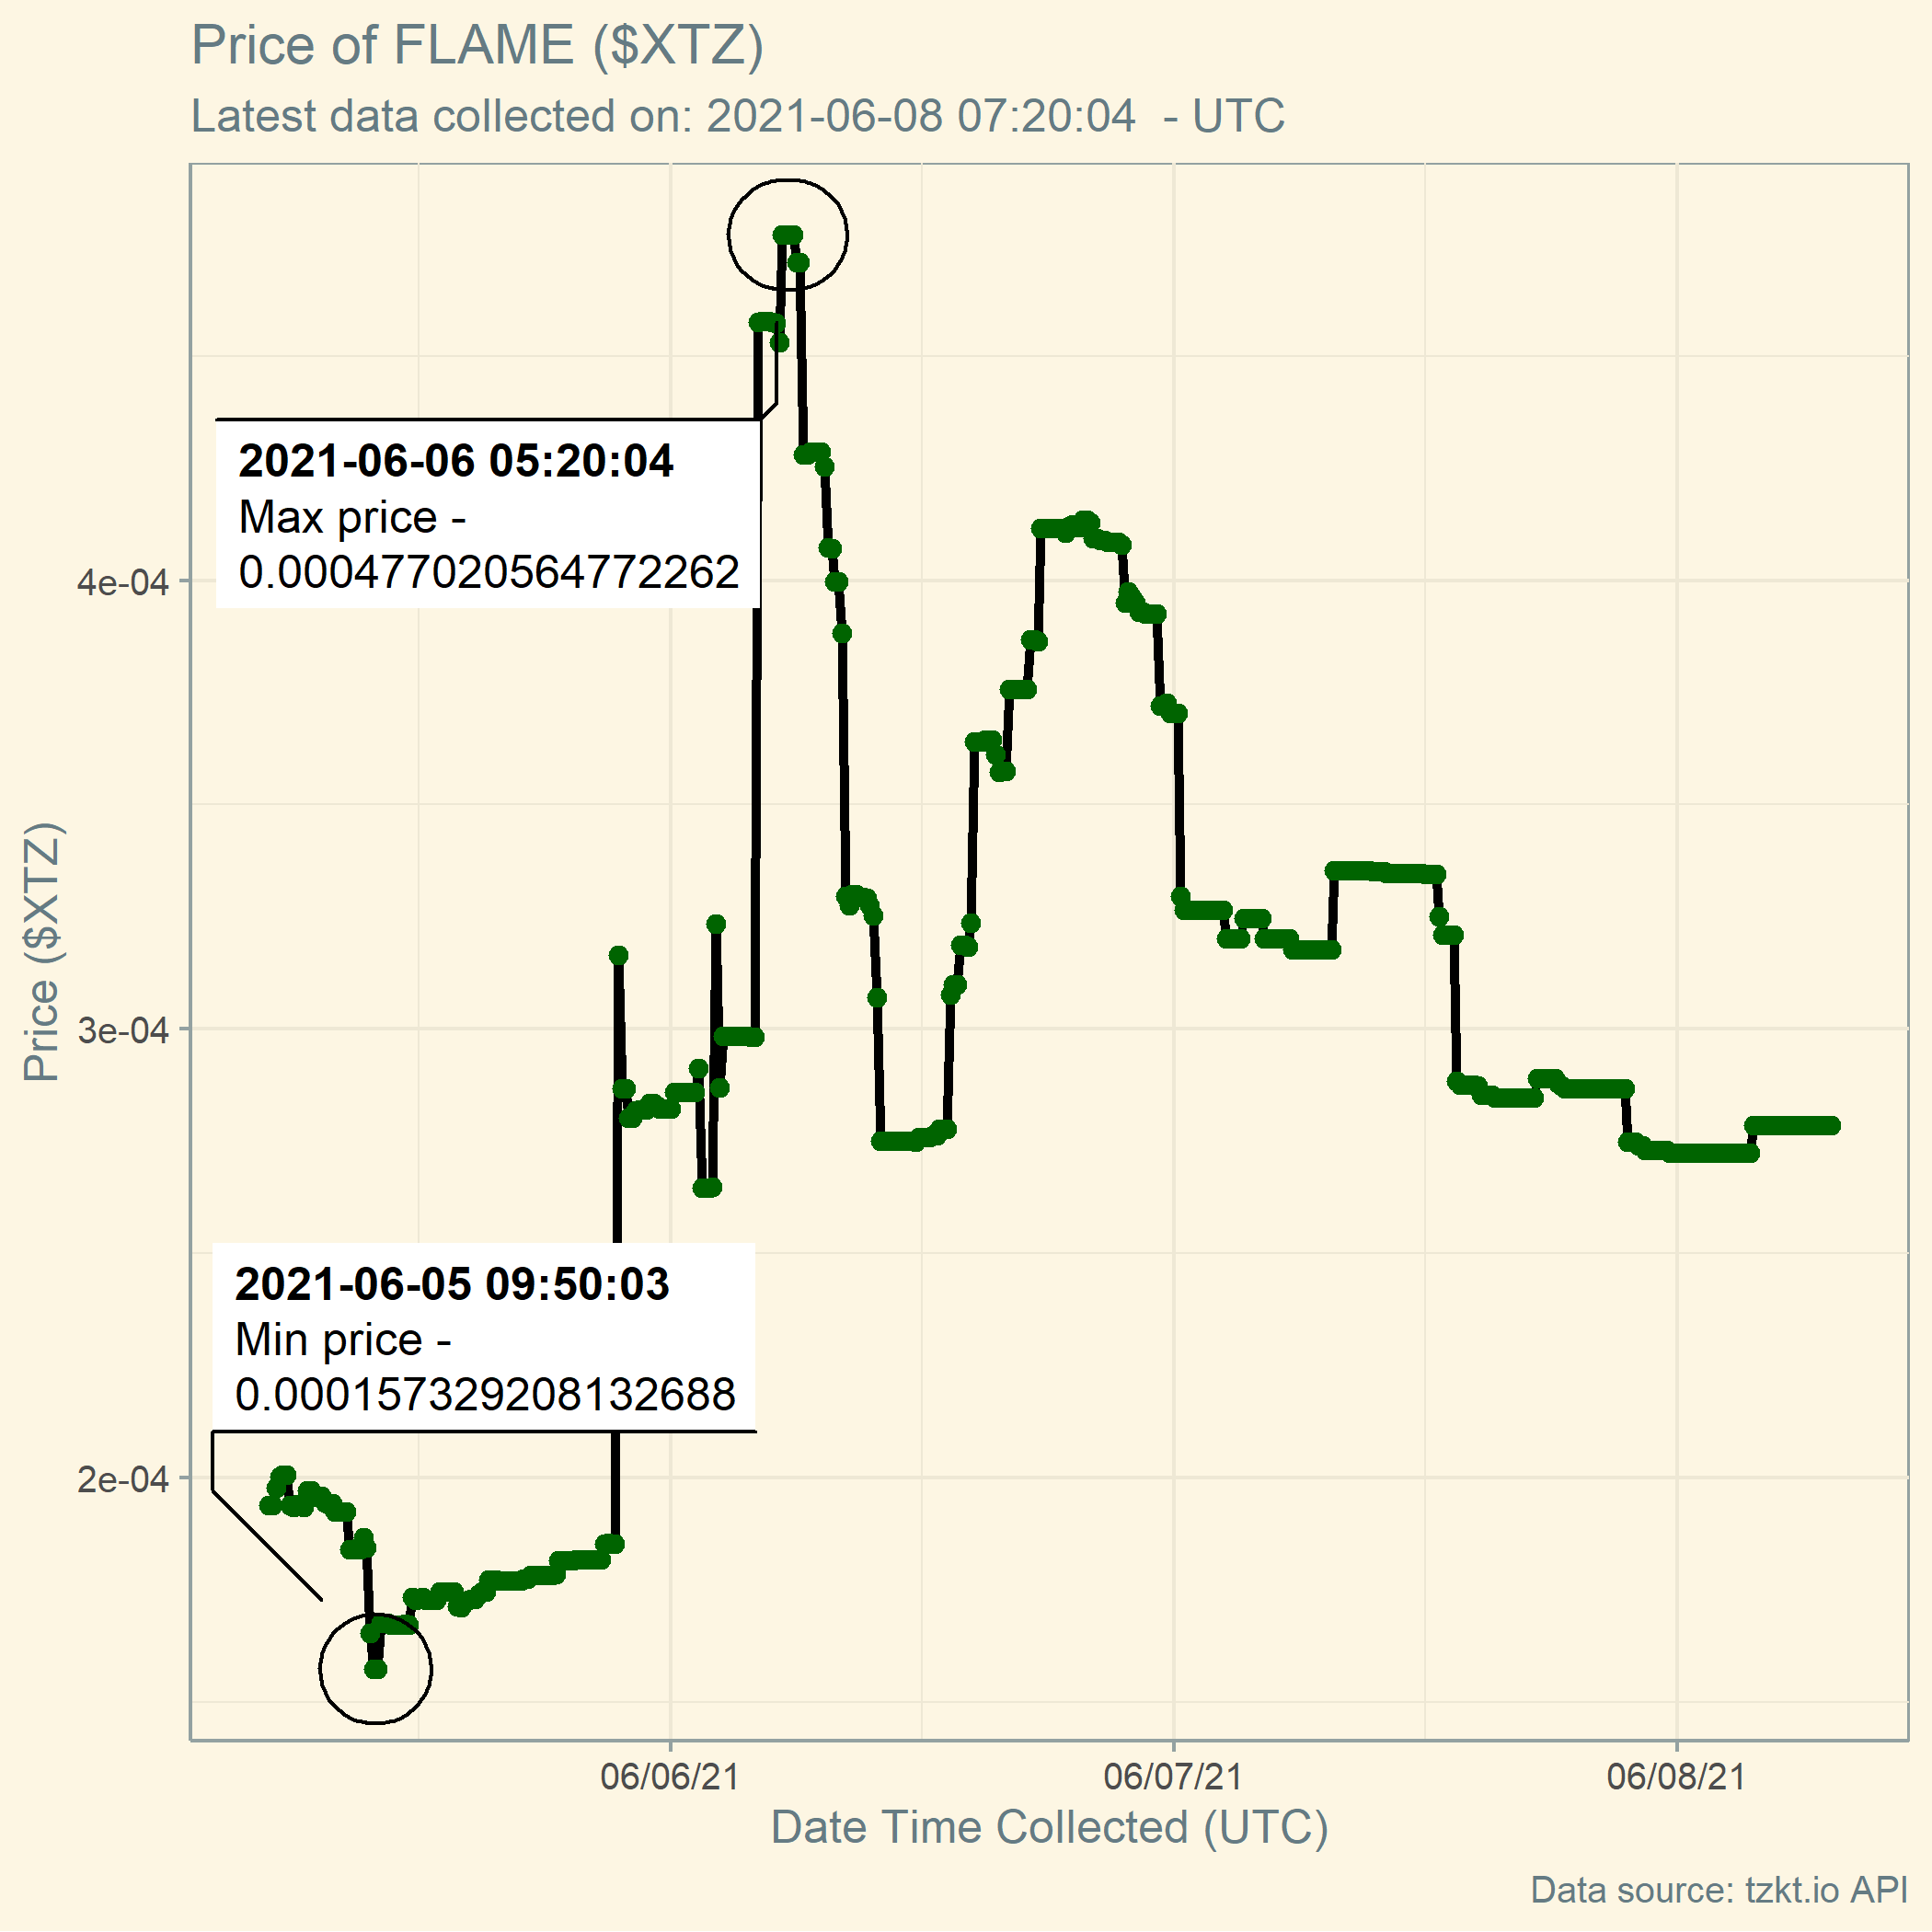 Price of FLAME ($XTZ)
Latest data collected on: 2021-06-08 07:20:04  - UTC
2021-06-06 05:20:04
Max price -
0.000477020564772262
4e-04
Price ($XTZ)
3e-04
2021-06-05 09:50:03
Min price -
0.000157329208132688
2e-04
06/06/21
06/07/21
06/08/21
Date Time Collected (UTC)
Data source: tzkt.io API